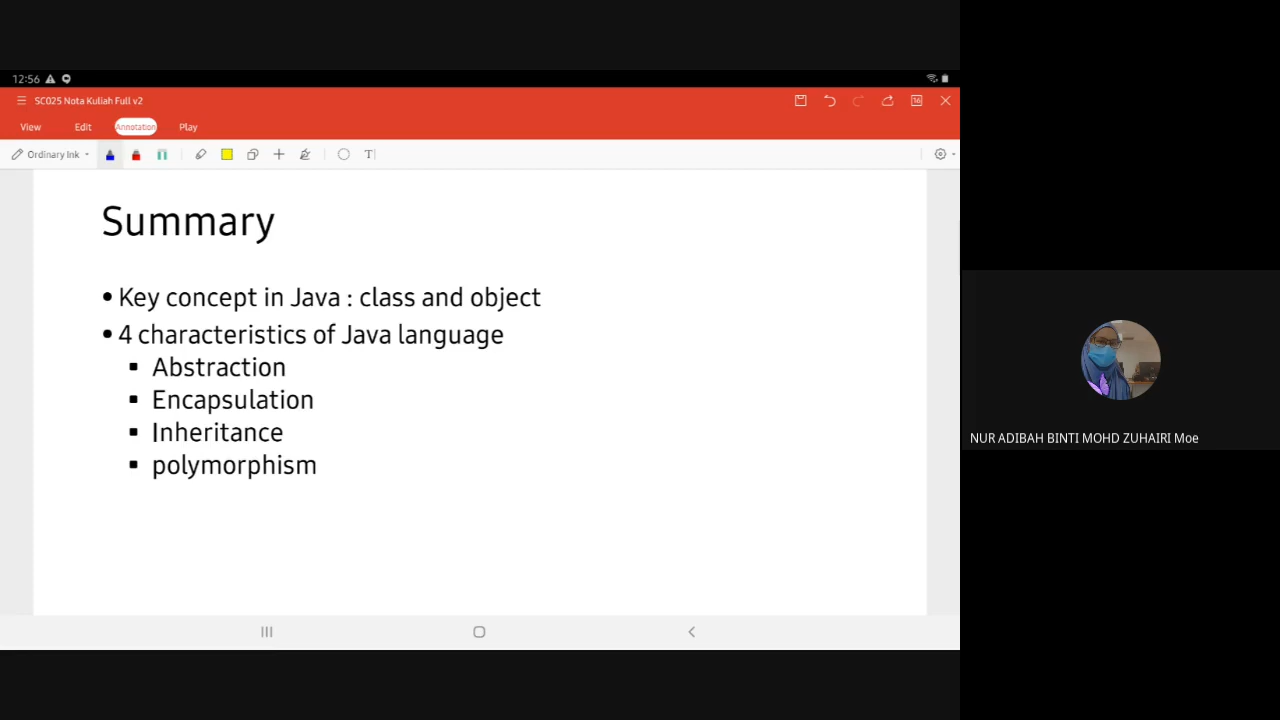 12:56
SC025 Nota Kuliah Full v2
16
View Edit Annotation Play
Ordinary Ink T
Summary
• Key concept in Java : class and object
• 4 characteristics of Java language
▪ Abstraction
▪ Encapsulation
▪ Inheritance
▪ polymorphism
NUR ADIBAH BINTI MOHD ZUHAIRI Moe